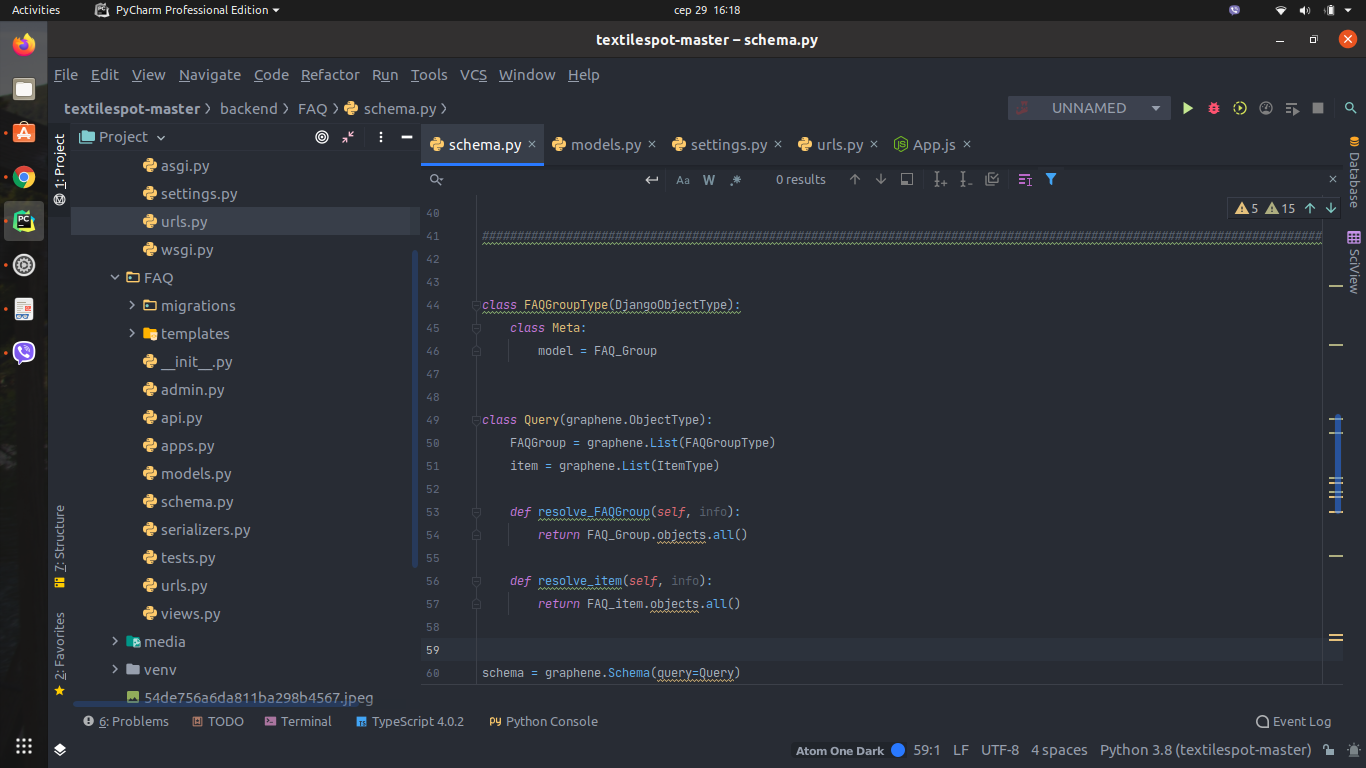 Activities
PyCharm Professional Edition
сер 29 16:18
textilespot-master – schema.py
File Edit View Navigate Code Refactor Run Tools VCS Window Help
textilespot-master backend FAQ schema.py
UNNAMED
1: Project
Project
asgi.py
settings.py
urls.py
wsgi.py
FAQ
migrations
templates
__init__.py
admin.py
api.py
apps.py
models.py
schema.py
serializers.py
tests.py
urls.py
views.py
media
venv
54de756a6da811ba298b4567.jpeg
7: Structure
2: Favorites
schema.py models.py settings.py urls.py App.js
Aa W .* 0 results
5 15
40
41 ########################################################################################################################
42
43
44 class FAQGroupType(DjangoObjectType):
45 class Meta:
46 model = FAQ_Group
47
48
49 class Query(graphene.ObjectType):
50 FAQGroup = graphene.List(FAQGroupType)
51 item = graphene.List(ItemType)
52
53 def resolve_FAQGroup(self, info):
54 return FAQ_Group.objects.all()
55
56 def resolve_item(self, info):
57 return FAQ_item.objects.all()
58
59
60 schema = graphene.Schema(query=Query)
Database
SciView
6: Problems TODO Terminal TypeScript 4.0.2 Python Console Event Log
Atom One Dark 59:1 LF UTF-8 4 spaces Python 3.8 (textilespot-master)